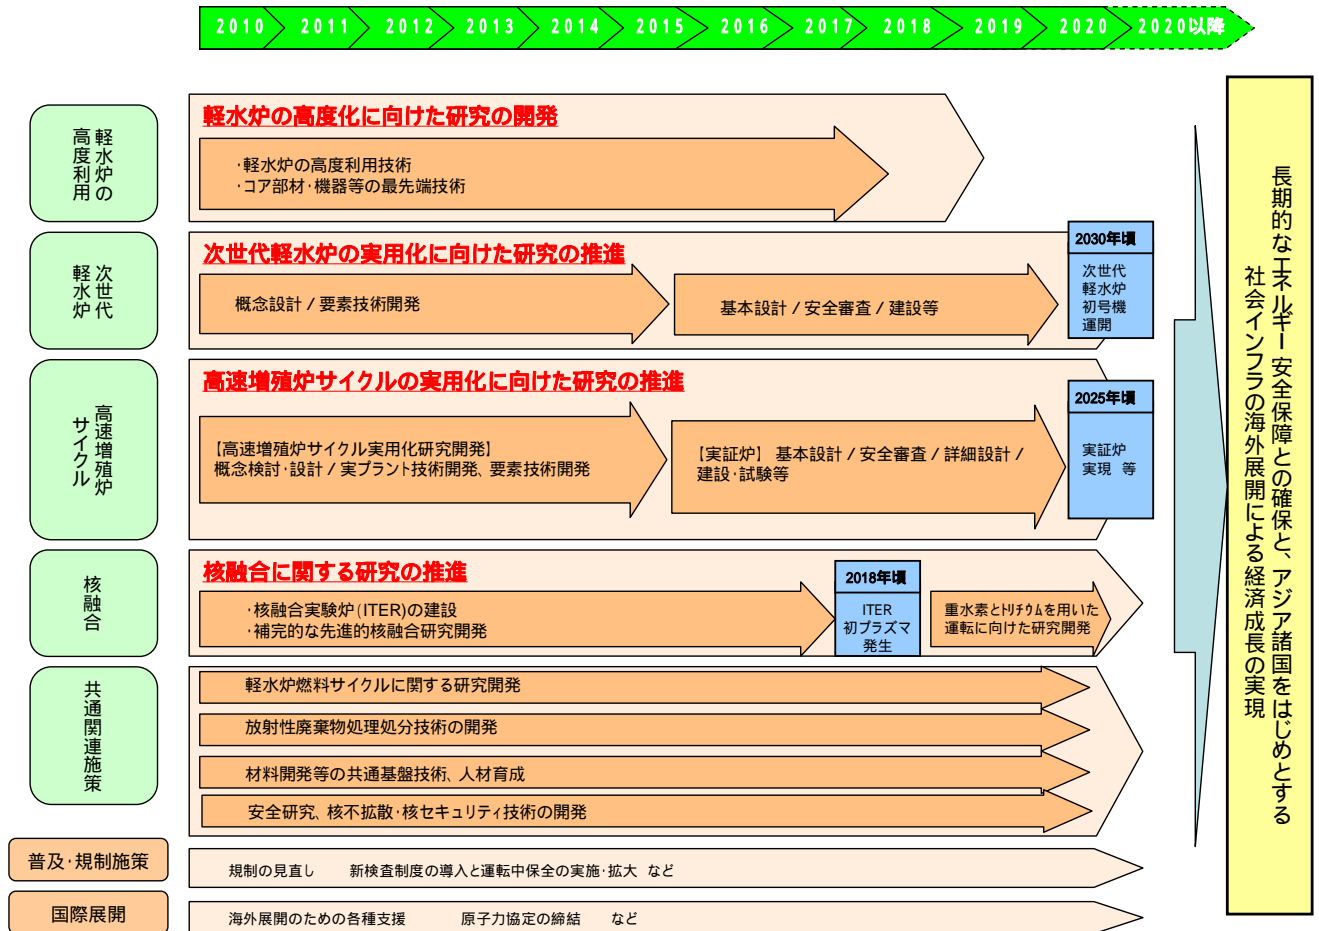 2010 2011 2012 2013 2014 2015 2016 2017 2018 2019 2020 2020以降
軽水炉の
高度利用
軽水炉の高度化に向けた研究の開発
・軽水炉の高度利用技術
・コア部材・機器等の最先端技術
次世代
軽水炉
次世代軽水炉の実用化に向けた研究の推進
概念設計/要素技術開発
基本設計/安全審査/建設等
2030年頃
次世代
軽水炉
初号機
運開
高速増殖炉
サイクル
高速増殖炉サイクルの実用化に向けた研究の推進
【高速増殖炉サイクル実用化研究開発】
概念検討・設計/実プラント技術開発、要素技術開発
【実証炉】 基本設計/安全審査/詳細設計/
建設・試験等
2025年頃
実証炉
実現 等
核融合
核融合に関する研究の推進
・核融合実験炉(ITER)の建設
・補完的な先進的核融合研究開発
2018年頃
ITER
初プラズマ
発生
重水素とトリチウムを用いた
運転に向けた研究開発
共通関連施策
軽水炉燃料サイクルに関する研究開発
放射性廃棄物処理処分技術の開発
材料開発等の共通基盤技術、人材育成
安全研究、核不拡散・核セキュリティ技術の開発
普及・規制施策
規制の見直し 新検査制度の導入と運転中保全の実施・拡大 など
国際展開
海外展開のための各種支援 原子力協定の締結 など
長期的なエネルギー安全保障との確保と、アジア諸国をはじめとする
社会インフラの海外展開による経済成長の実現